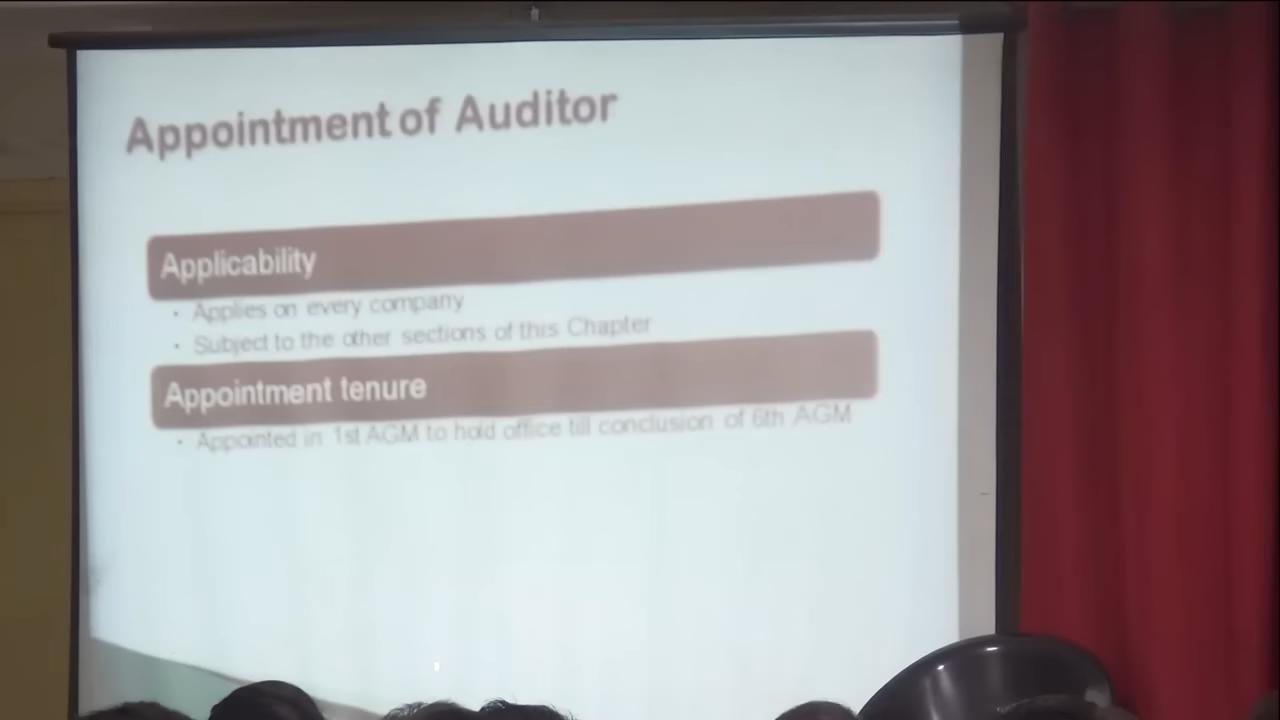 Appointment of Auditor
Applicability
• Applies on every company
• Subject to the other sections of this Chapter
Appointment tenure
• Appointed in 1st AGM to hold office till conclusion of 6th AGM